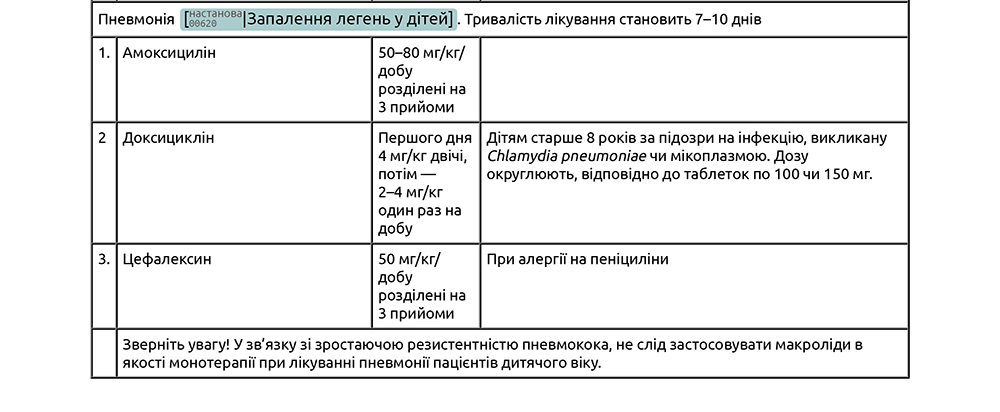 Пневмонія [настанова 00620|Запалення легень у дітей]. Тривалість лікування становить 7–10 днів
1. Амоксицилін
50–80 мг/кг/
добу
розділені на
3 прийоми
2 Доксициклін
Першого дня
4 мг/кг двічі,
потім —
2–4 мг/кг
один раз на
добу
Дітям старше 8 років за підозри на інфекцію, викликану
Chlamydia pneumoniae чи мікоплазмою. Дозу
округлюють, відповідно до таблеток по 100 чи 150 мг.
3. Цефалексин
50 мг/кг/
добу
розділені на
3 прийоми
При алергії на пеніциліни
Зверніть увагу! У зв’язку зі зростаючою резистентністю пневмокока, не слід застосовувати макроліди в
якості монотерапії при лікуванні пневмонії пацієнтів дитячого віку.